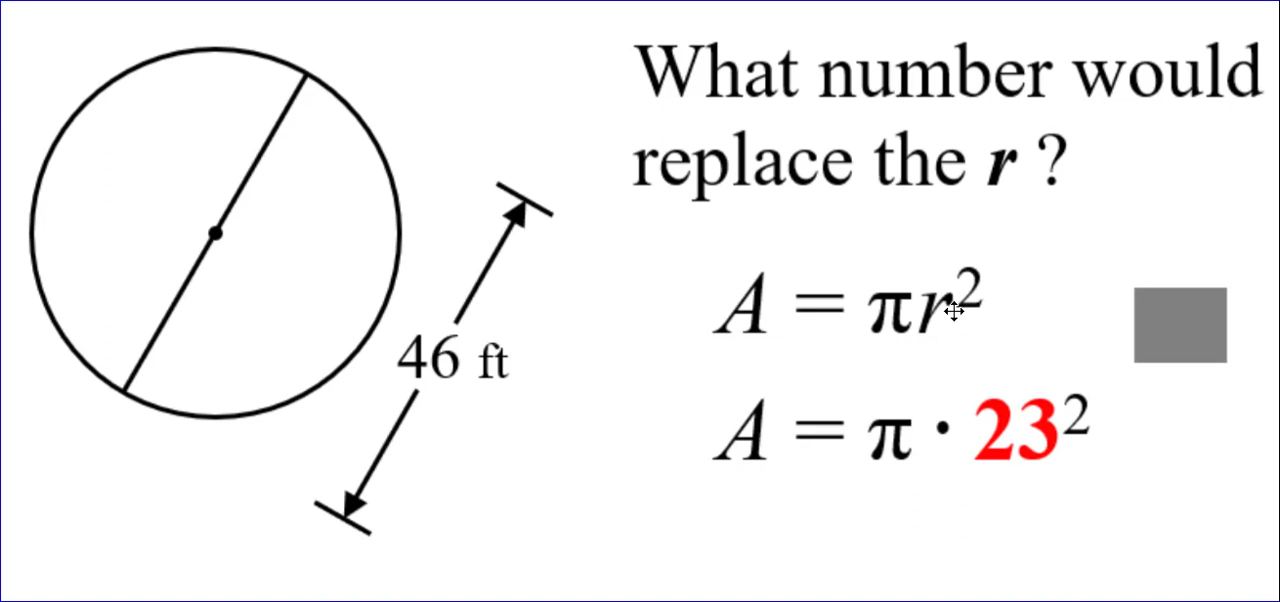 What number would
replace the r ?
A = πr²
46 ft
A = π · 23²